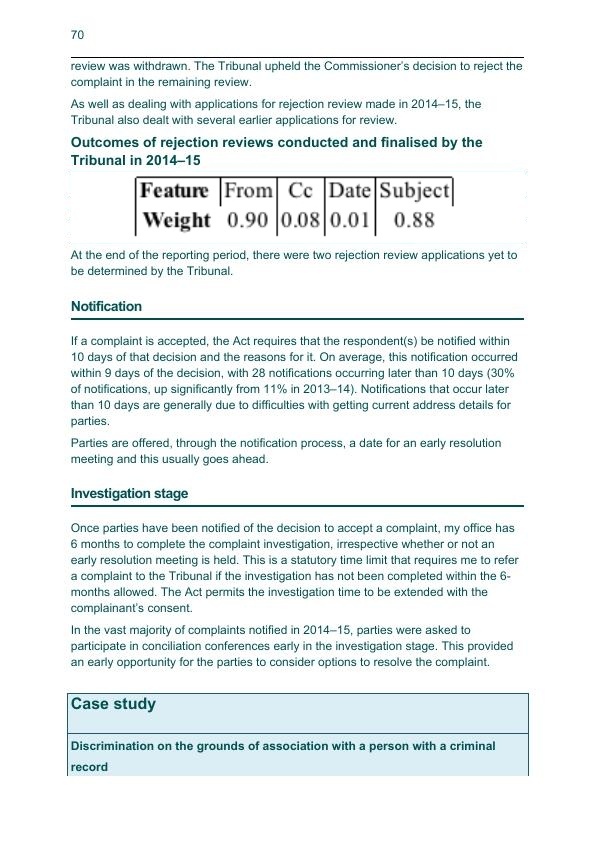 70
review was withdrawn. The Tribunal upheld the Commissioner's decision to reject the
complaint in the remaining review.
As well as dealing with applications for rejection review made in 2014–15, the
Tribunal also dealt with several earlier applications for review.
Outcomes of rejection reviews conducted and finalised by the
Tribunal in 2014–15
Feature From Cc Date Subject
Weight 0.90 0.08 0.01 0.88
At the end of the reporting period, there were two rejection review applications yet to
be determined by the Tribunal.
Notification
If a complaint is accepted, the Act requires that the respondent(s) be notified within
10 days of that decision and the reasons for it. On average, this notification occurred
within 9 days of the decision, with 28 notifications occurring later than 10 days (30%
of notifications, up significantly from 11% in 2013–14). Notifications that occur later
than 10 days are generally due to difficulties with getting current address details for
parties.
Parties are offered, through the notification process, a date for an early resolution
meeting and this usually goes ahead.
Investigation stage
Once parties have been notified of the decision to accept a complaint, my office has
6 months to complete the complaint investigation, irrespective whether or not an
early resolution meeting is held. This is a statutory time limit that requires me to refer
a complaint to the Tribunal if the investigation has not been completed within the 6-
months allowed. The Act permits the investigation time to be extended with the
complainant's consent.
In the vast majority of complaints notified in 2014–15, parties were asked to
participate in conciliation conferences early in the investigation stage. This provided
an early opportunity for the parties to consider options to resolve the complaint.
Case study
Discrimination on the grounds of association with a person with a criminal
record